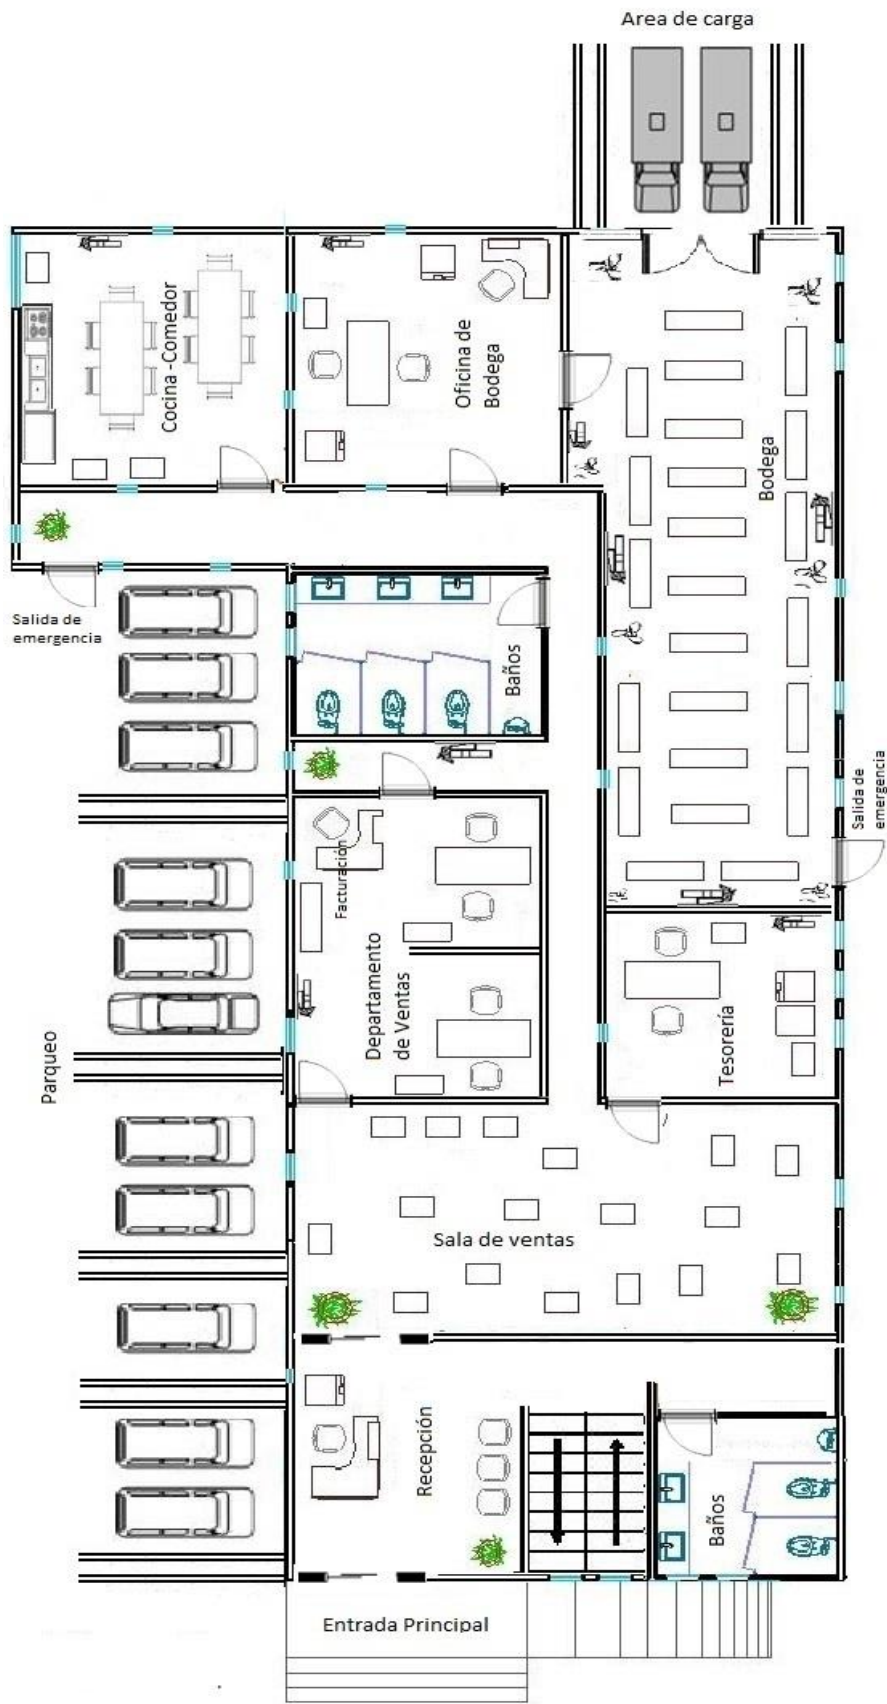 Area de carga
Cocina -Comedor
Oficina de
Bodega
Bodega
Salida de
emergencia
Baños
Salida de
emergencia
Facturación
Departamento
de Ventas
Parqueo
Tesorería
Sala de ventas
Recepción
Baños
Entrada Principal